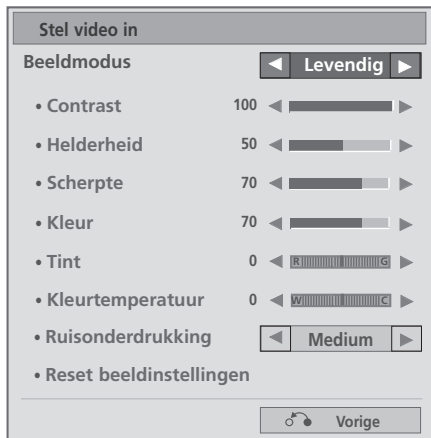 Stel video in
Beeldmodus ◀ Levendig ▶
• Contrast 100 ◀ ▶
• Helderheid 50 ◀ ▶
• Scherpte 70 ◀ ▶
• Kleur 70 ◀ ▶
• Tint 0 ◀ R G ▶
• Kleurtemperatuur 0 ◀ W C ▶
• Ruisonderdrukking ◀ Medium ▶
• Reset beeldinstellingen
Vorige